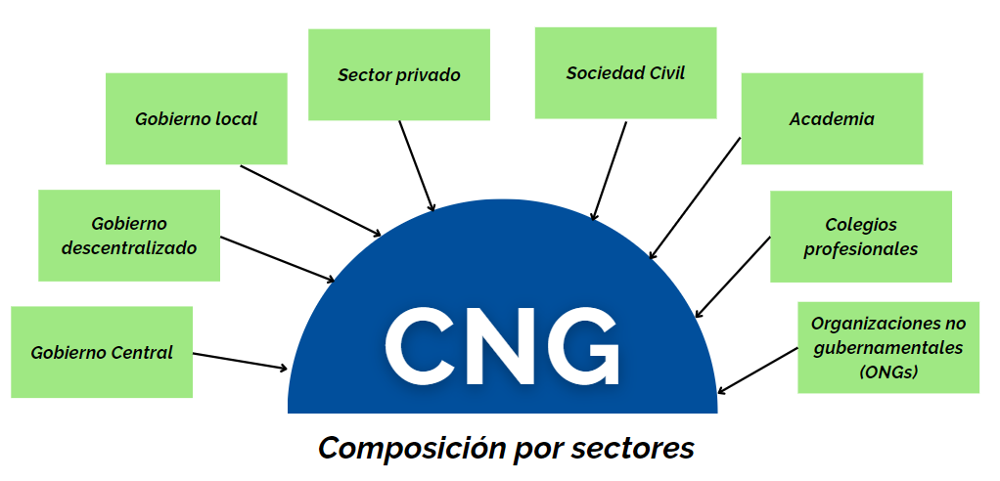 Gobierno Central
Gobierno
descentralizado
Gobierno local
Sector privado
Sociedad Civil
Academia
Colegios
profesionales
Organizaciones no
gubernamentales
(ONGs)
CNG
Composición por sectores